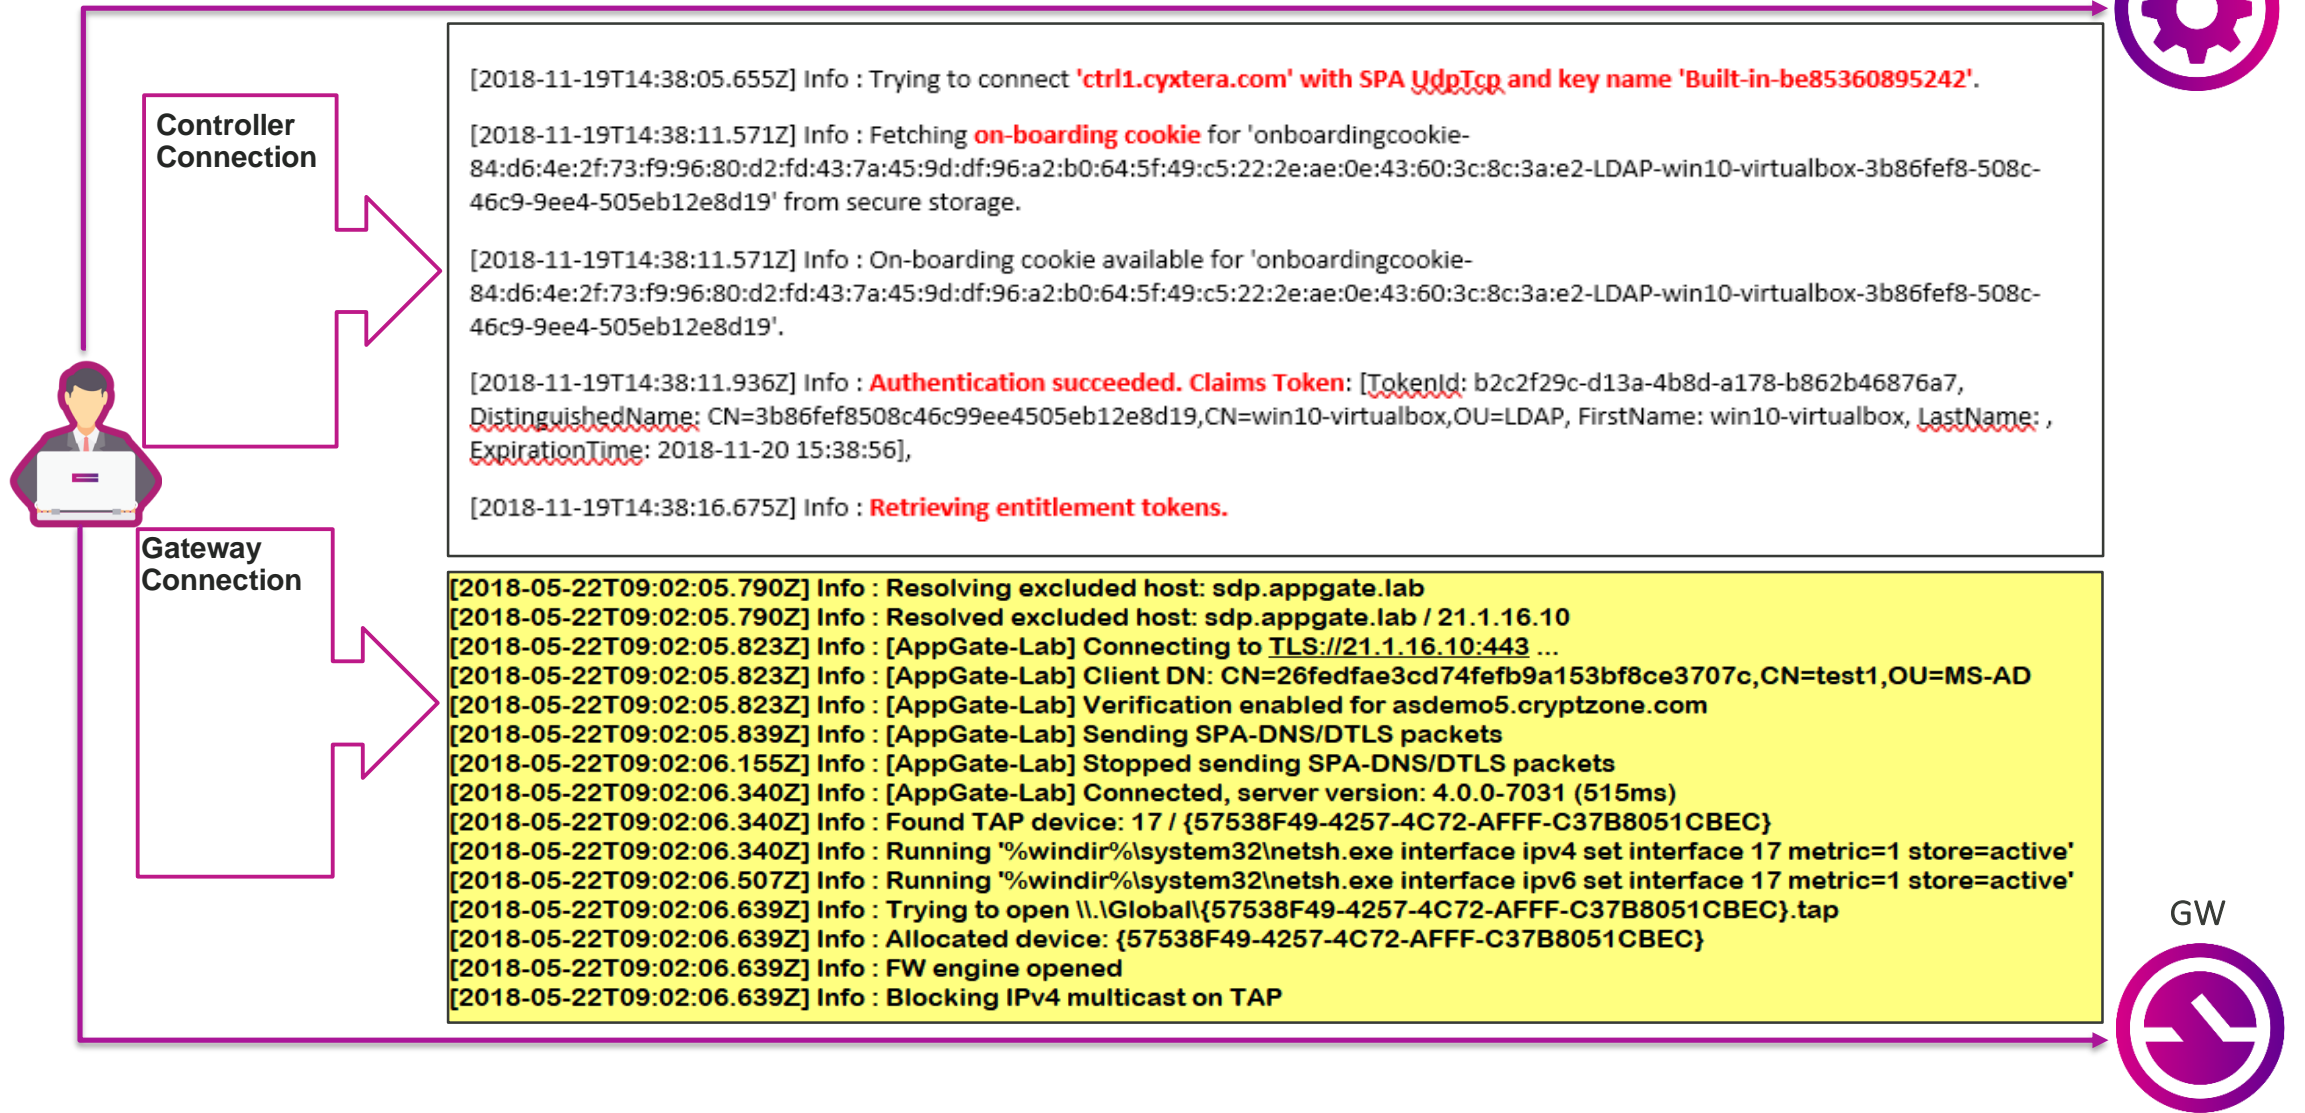 [2018-11-19T14:38:05.655Z] Info : Trying to connect 'ctrl1.cyxtera.com' with SPA UdpTcp and key name 'Built-in-be85360895242'.
Controller
Connection
[2018-11-19T14:38:11.571Z] Info : Fetching on-boarding cookie for 'onboardingcookie-
84:d6:4e:2f:73:f9:96:80:d2:fd:43:7a:45:9d:df:96:a2:b0:64:5f:49:c5:22:2e:ae:0e:43:60:3c:8c:3a:e2-LDAP-win10-virtualbox-3b86fef8-508c-
46c9-9ee4-505eb12e8d19' from secure storage.
[2018-11-19T14:38:11.571Z] Info : On-boarding cookie available for 'onboardingcookie-
84:d6:4e:2f:73:f9:96:80:d2:fd:43:7a:45:9d:df:96:a2:b0:64:5f:49:c5:22:2e:ae:0e:43:60:3c:8c:3a:e2-LDAP-win10-virtualbox-3b86fef8-508c-
46c9-9ee4-505eb12e8d19'.
[2018-11-19T14:38:11.936Z] Info : Authentication succeeded. Claims Token: [TokenId: b2c2f29c-d13a-4b8d-a178-b862b46876a7,
DistinguishedName: CN=3b86fef8508c46c99ee4505eb12e8d19,CN=win10-virtualbox,OU=LDAP, FirstName: win10-virtualbox, LastName: ,
ExpirationTime: 2018-11-20 15:38:56],
[2018-11-19T14:38:16.675Z] Info : Retrieving entitlement tokens.
Gateway
Connection
[2018-05-22T09:02:05.790Z] Info : Resolving excluded host: sdp.appgate.lab
[2018-05-22T09:02:05.790Z] Info : Resolved excluded host: sdp.appgate.lab / 21.1.16.10
[2018-05-22T09:02:05.823Z] Info : [AppGate-Lab] Connecting to TLS://21.1.16.10:443 ...
[2018-05-22T09:02:05.823Z] Info : [AppGate-Lab] Client DN: CN=26fedfae3cd74fefb9a153bf8ce3707c,CN=test1,OU=MS-AD
[2018-05-22T09:02:05.823Z] Info : [AppGate-Lab] Verification enabled for asdemo5.cryptzone.com
[2018-05-22T09:02:05.839Z] Info : [AppGate-Lab] Sending SPA-DNS/DTLS packets
[2018-05-22T09:02:06.155Z] Info : [AppGate-Lab] Stopped sending SPA-DNS/DTLS packets
[2018-05-22T09:02:06.340Z] Info : [AppGate-Lab] Connected, server version: 4.0.0-7031 (515ms)
[2018-05-22T09:02:06.340Z] Info : Found TAP device: 17 / {57538F49-4257-4C72-AFFF-C37B8051CBEC}
[2018-05-22T09:02:06.340Z] Info : Running '%windir%\system32\netsh.exe interface ipv4 set interface 17 metric=1 store=active'
[2018-05-22T09:02:06.507Z] Info : Running '%windir%\system32\netsh.exe interface ipv6 set interface 17 metric=1 store=active'
[2018-05-22T09:02:06.639Z] Info : Trying to open \\.\Global\{57538F49-4257-4C72-AFFF-C37B8051CBEC}.tap
[2018-05-22T09:02:06.639Z] Info : Allocated device: {57538F49-4257-4C72-AFFF-C37B8051CBEC}
[2018-05-22T09:02:06.639Z] Info : FW engine opened
[2018-05-22T09:02:06.639Z] Info : Blocking IPv4 multicast on TAP
GW